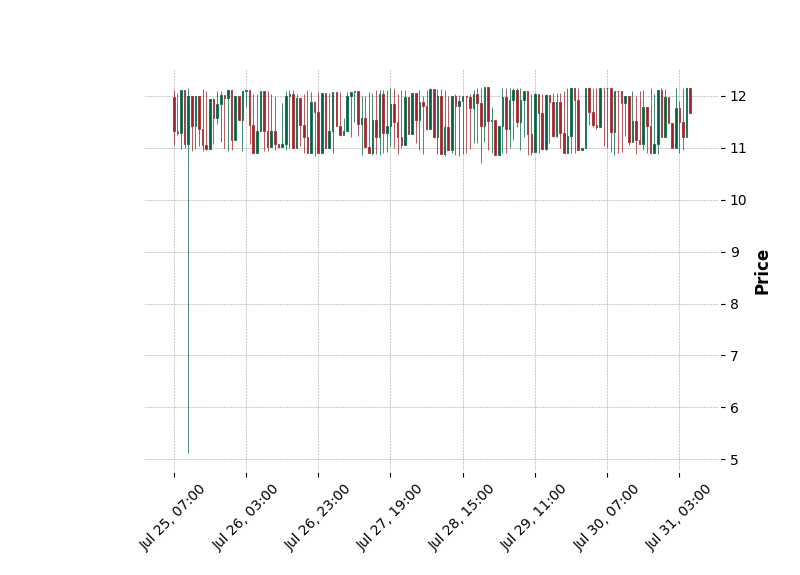 12
11
10
9
8
7
6
5
Price
Jul 25, 07:00
Jul 26, 03:00
Jul 26, 23:00
Jul 27, 19:00
Jul 28, 15:00
Jul 29, 11:00
Jul 30, 07:00
Jul 31, 03:00